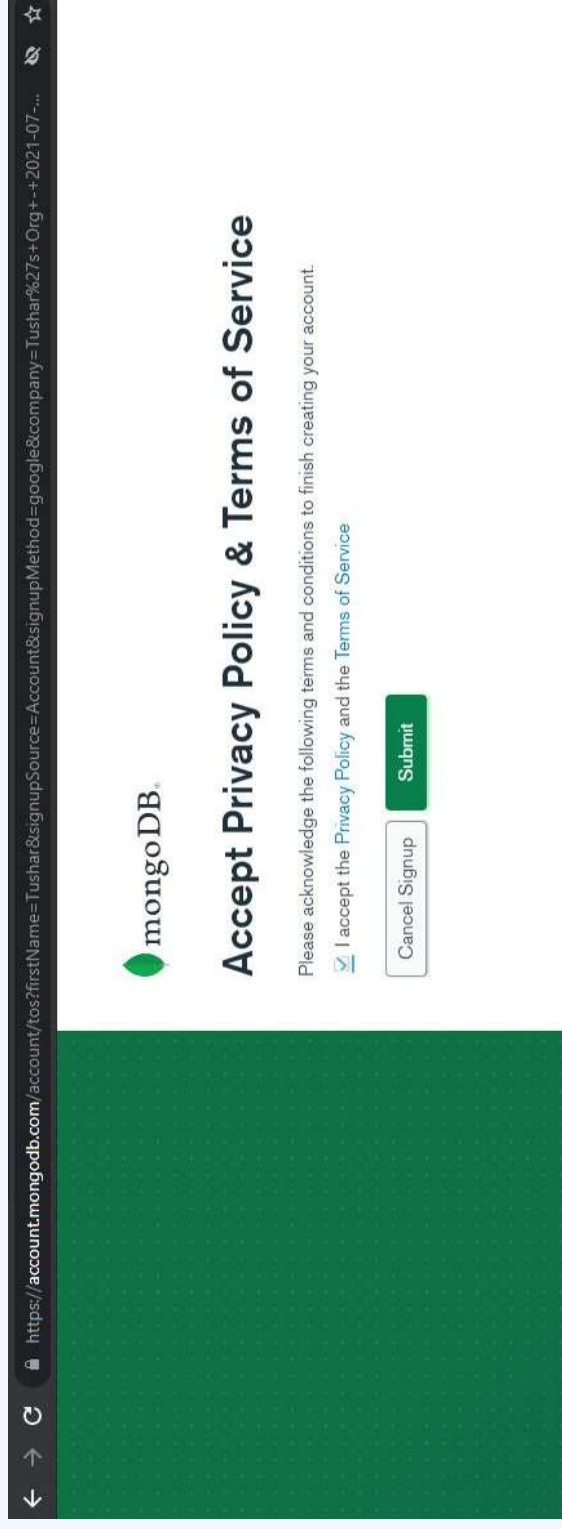 https://account.mongodb.com/account/tos?firstName=Tushar&signupSource=Account&signupMethod=google&company=Tushar%27s+Org+-+2021-07-...
mongoDB.
Accept Privacy Policy & Terms of Service
Please acknowledge the following terms and conditions to finish creating your account.
I accept the Privacy Policy and the Terms of Service
Cancel Signup Submit